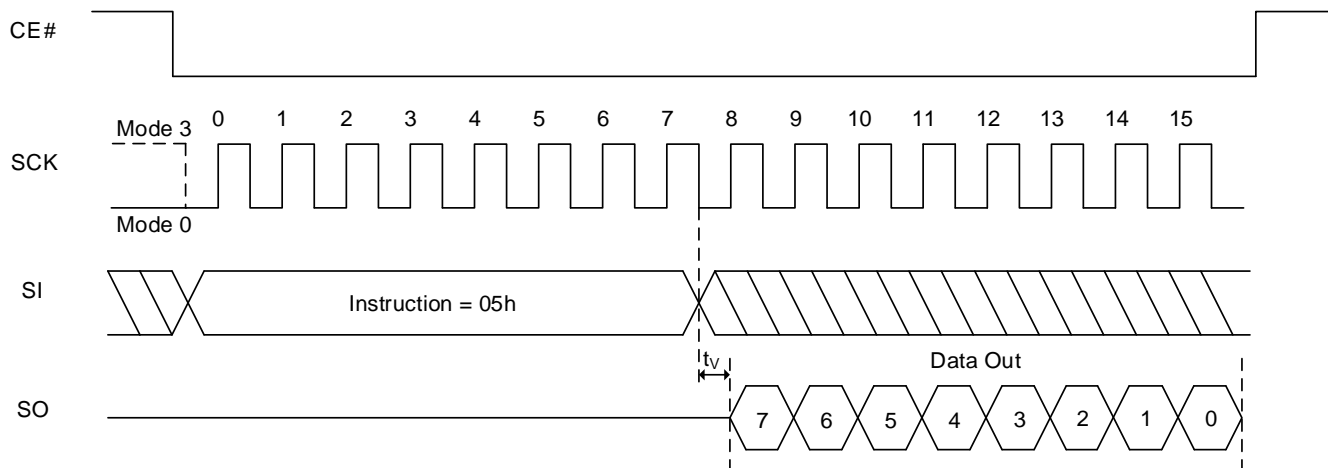 CE#
Mode 3
0 1 2 3 4 5 6 7 8 9 10 11 12 13 14 15
SCK
Mode 0
SI
Instruction = 05h
tV
Data Out
SO
7 6 5 4 3 2 1 0